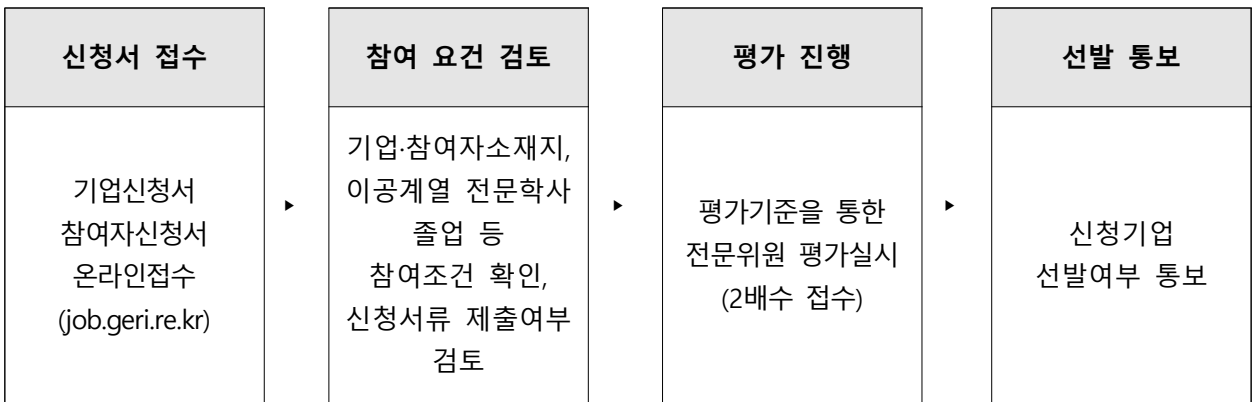 신청서 접수
기업신청서
참여자신청서
온라인접수
(job.geri.re.kr)
참여 요건 검토
기업·참여자소재지,
이공계열 전문학사
졸업 등
참여조건 확인,
신청서류 제출여부
검토
평가 진행
평가기준을 통한
전문위원 평가실시
(2배수 접수)
선발 통보
신청기업
선발여부 통보